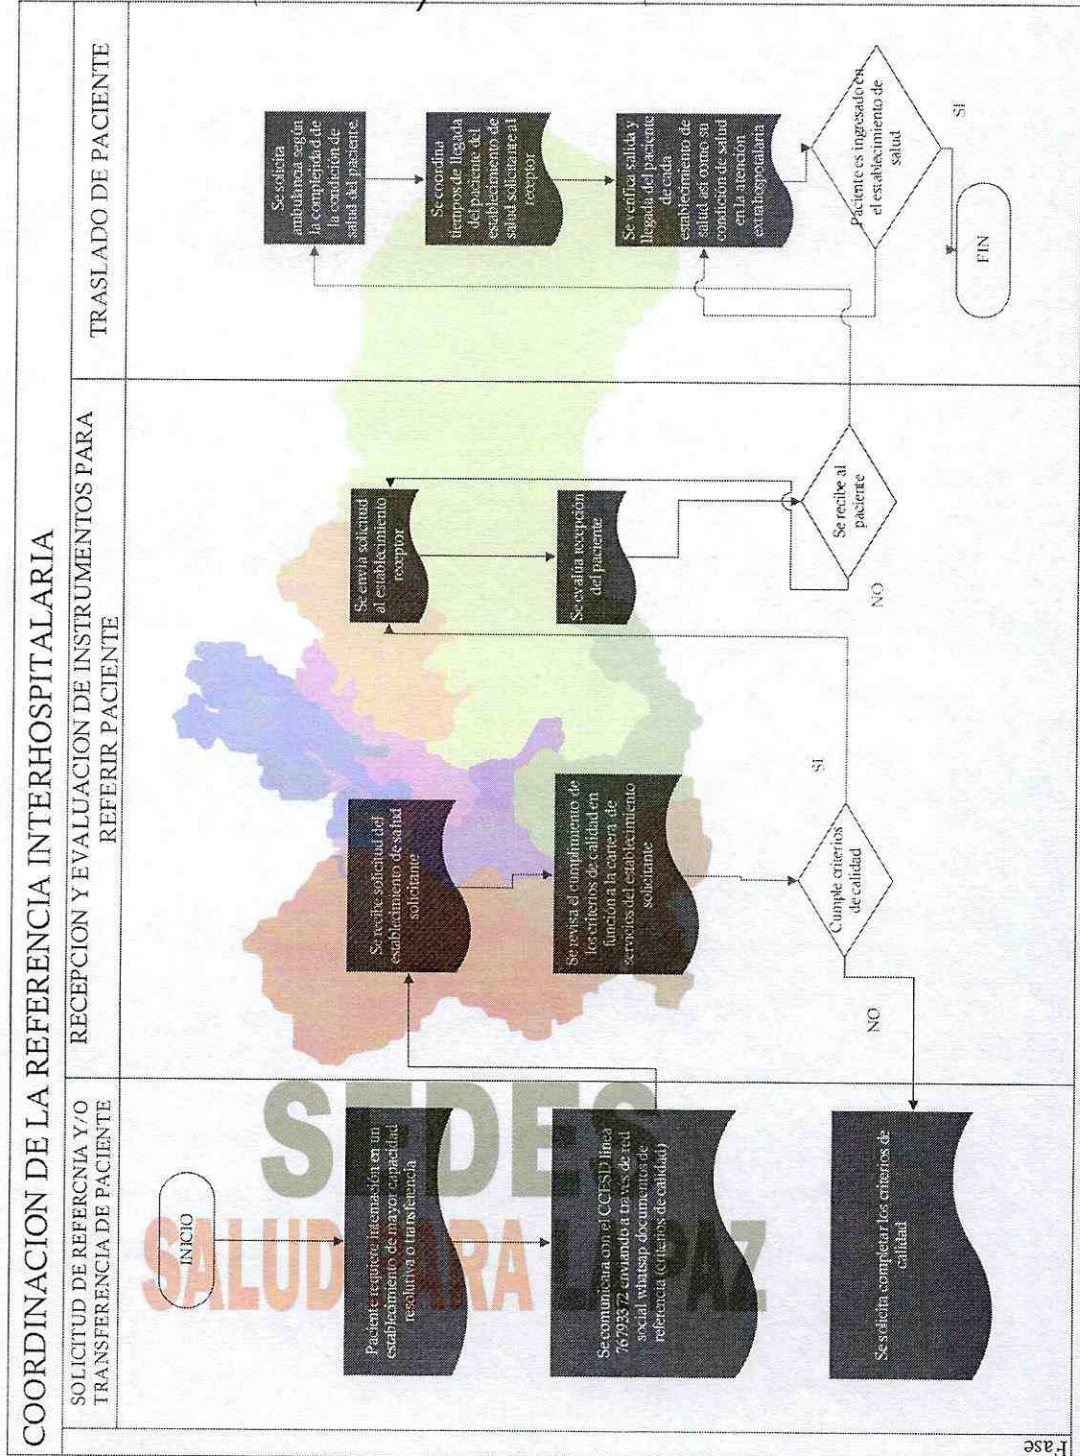 COORDINACION DE LA REFERENCIA INTERHOSPITALARIA
SOLICITUD DE REFERCNIA Y/O
TRANSFERENCIA DE PACIENTE
RECEPCION Y EVALUACION DE INSTRUMENTOS PARA
REFERIR PACIENTE
TRASLADO DE PACIENTE
INICIO
Paciente requiere internación en un
establecimiento de mayor capacidad
resolutiva o transferencia
Se comunicará con el CCFSD linea
76793372 enviando a traves de red
social whatsap documentos de
referencia (criterios de calidad)
Se solicita completar los criterios de
calidad
Se recibe solicitud del
establecimiento de salud
solicitante
Se revisa el cumplimiento de
los criterios de calidad en
función a la cartera de
servicios del establecimiento
solicitante
Cumple criterios
de calidad
NO
SI
Se envia solicitud
al establecimiento
receptor
Se evalúa recepción
del paciente
Se recibe al
paciente
NO
Se solicita
ambulancia según
la complejidad de
la condición de
salud del paciente.
Se coordina
tiempos de llegada
del paciente del
establecimiento de
salud solicitante al
receptor
Se verifica salida y
llegada del paciente
de cada
establecimiento de
salud asi como su
condición de salud
en la atención
extrahospitalaria
Paciente es ingresado en
el establecimiento de
salud
SI
FIN
SEDES
SALUD PARA LA PAZ
Fase